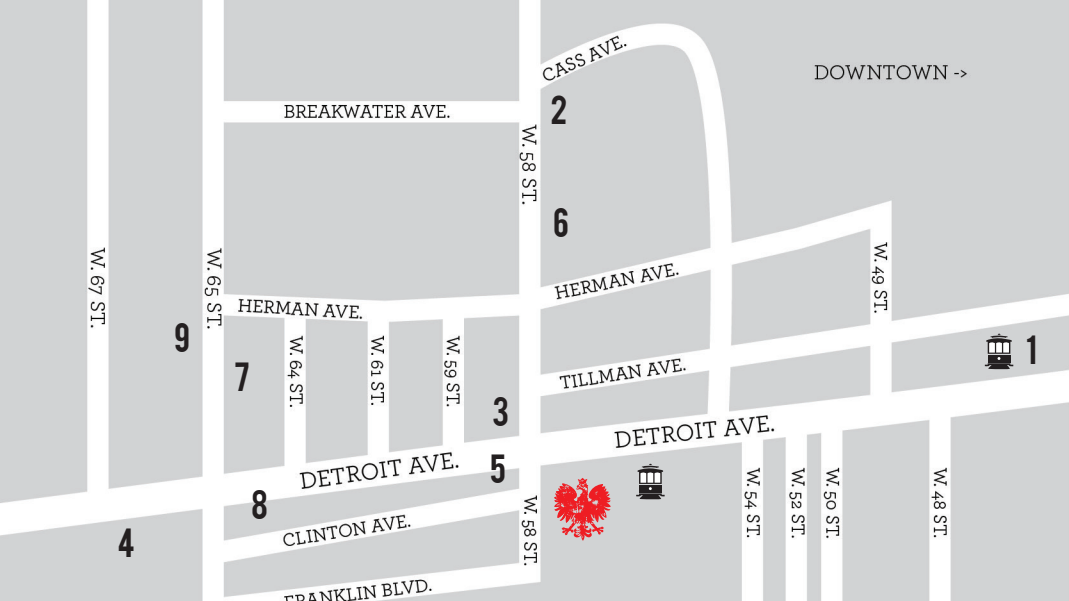 CASS AVE.
DOWNTOWN ->
BREAKWATER AVE.
2
W. 58 ST.
6
W. 67 ST.
W. 65 ST.
HERMAN AVE.
HERMAN AVE.
W. 49 ST.
9
7
W. 64 ST.
W. 61 ST.
W. 59 ST.
TILLMAN AVE.
1
3
DETROIT AVE.
DETROIT AVE.
5
8
4
CLINTON AVE.
W. 58 ST.
W. 54 ST.
W. 52 ST.
W. 50 ST.
W. 48 ST.
FRANKLIN BLVD.